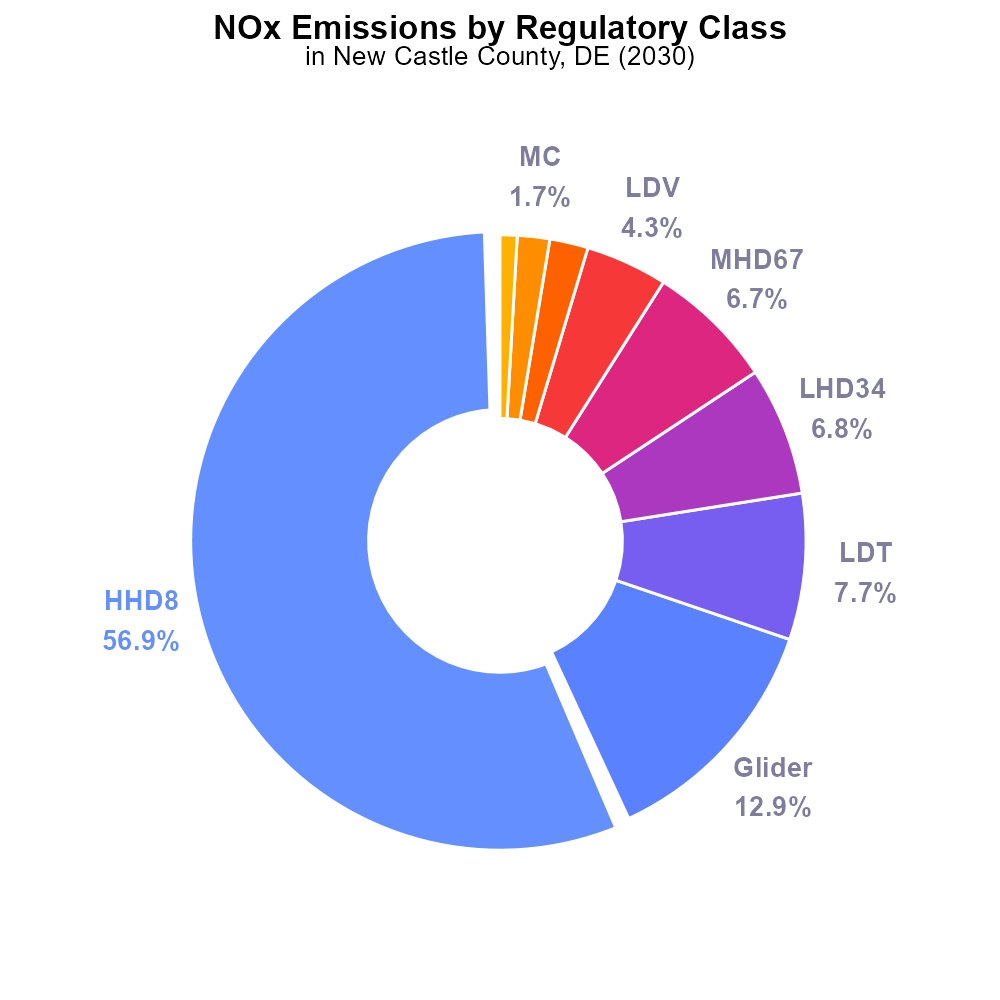 NOx Emissions by Regulatory Class
in New Castle County, DE (2030)
MC
1.7%
LDV
4.3%
MHD67
6.7%
LHD34
6.8%
LDT
7.7%
Glider
12.9%
HHD8
56.9%